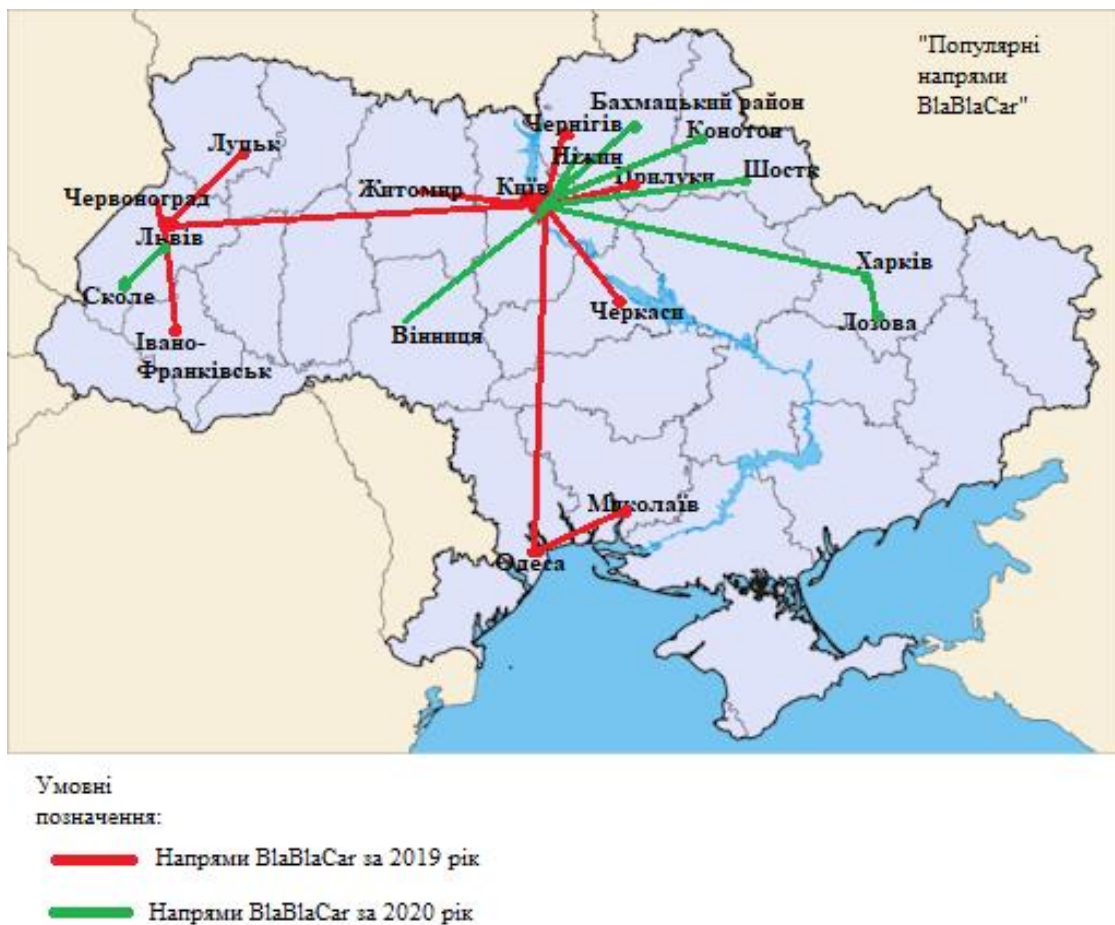 "Популярні
напрями
BlaBlaCar"
Бахмацький район
Чернігів
Конотоп
Луцьк
Ніжин
Прилуки
Шостк
Житомир
Київ
Червоноград
Львів
Харків
Сколе
Черкаси
Лозова
Вінниця
Івано-
Франківськ
Миколаїв
Одеса
Умовні
позначення:
Напрями BlaBlaCar за 2019 рік
Напрями BlaBlaCar за 2020 рік